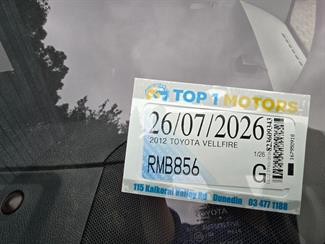 TOP 1 MOTORS
26/07/2026
2012 TOYOTA VELLFIRE
1/26
RMB856
G
115 Kaikorai Valley Rd Dunedin 03 477 1188
TOYOTA